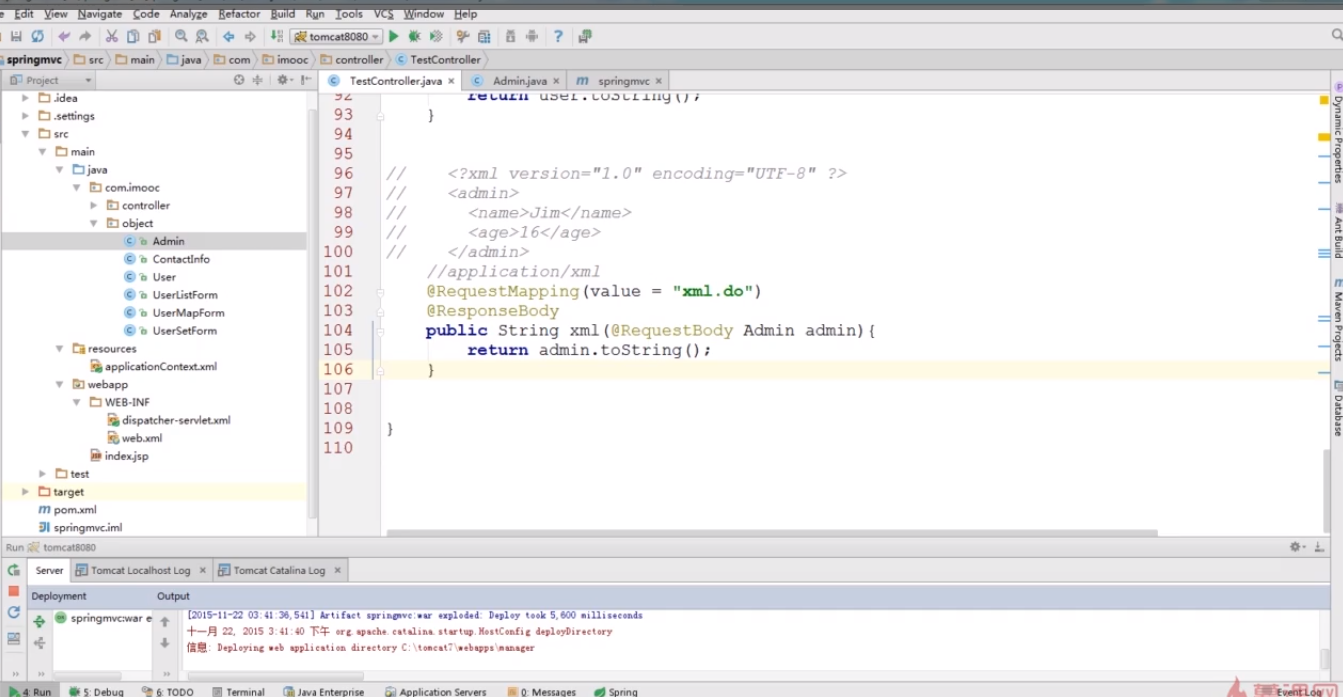 Edit View Navigate Code Analyze Refactor Build Run Tools VCS Window Help
tomcat8080
springmvc src main java com imooc controller TestController
Project TestController.java Admin.java m springmvc
.idea
.settings
src
main
java
com.imooc
controller
object
Admin
ContactInfo
User
UserListForm
UserMapForm
UserSetForm
resources
applicationContext.xml
webapp
WEB-INF
dispatcher-servlet.xml
web.xml
index.jsp
test
target
pom.xml
springmvc.iml
92 return user.toString();
93 }
94
95
96 // <?xml version="1.0" encoding="UTF-8" ?>
97 // <admin>
98 // <name>Jim</name>
99 // <age>16</age>
100 // </admin>
101 //application/xml
102 @RequestMapping(value = "xml.do")
103 @ResponseBody
104 public String xml(@RequestBody Admin admin){
105 return admin.toString();
106 }
107
108
109 }
110
Dynamic Properties
Ant Build
Maven Projects
Database
Run tomcat8080
Server Tomcat Localhost Log Tomcat Catalina Log
Deployment Output
springmvc:war e
[2015-11-22 03:41:36,541] Artifact springmvc:war exploded: Deploy took 5,600 milliseconds
十一月 22, 2015 3:41:40 下午 org.apache.catalina.startup.HostConfig deployDirectory
信息: Deploying web application directory C:\tomcat7\webapps\manager
4: Run 5: Debug 6: TODO Terminal Java Enterprise Application Servers 0: Messages Spring Event Log
慕课网